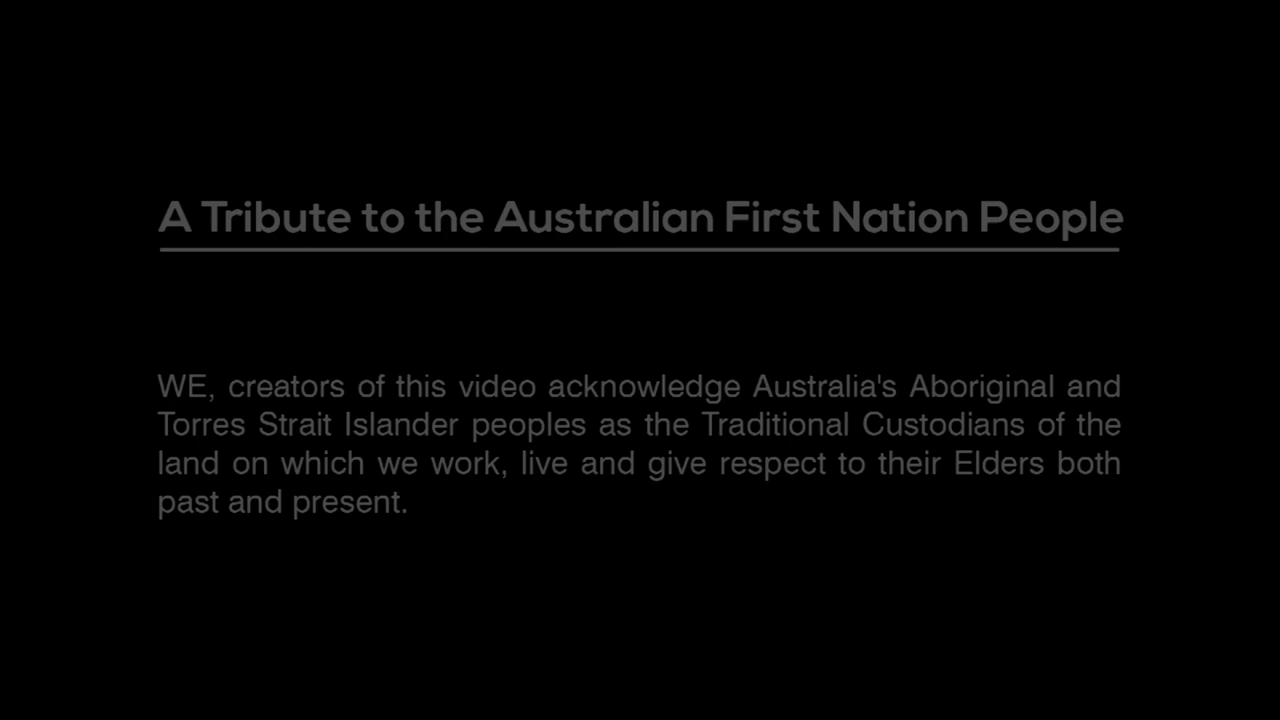 A Tribute to the Australian First Nation People
WE, creators of this video acknowledge Australia's Aboriginal and
Torres Strait Islander peoples as the Traditional Custodians of the
land on which we work, live and give respect to their Elders both
past and present.